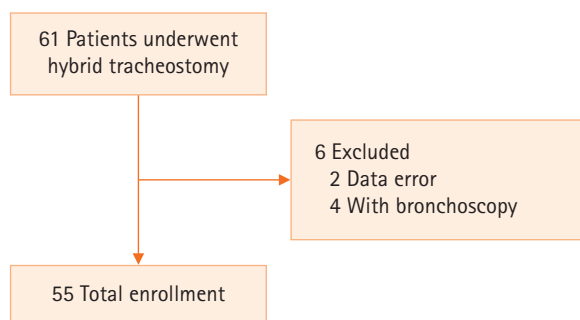 61 Patients underwent
hybrid tracheostomy
6 Excluded
2 Data error
4 With bronchoscopy
55 Total enrollment